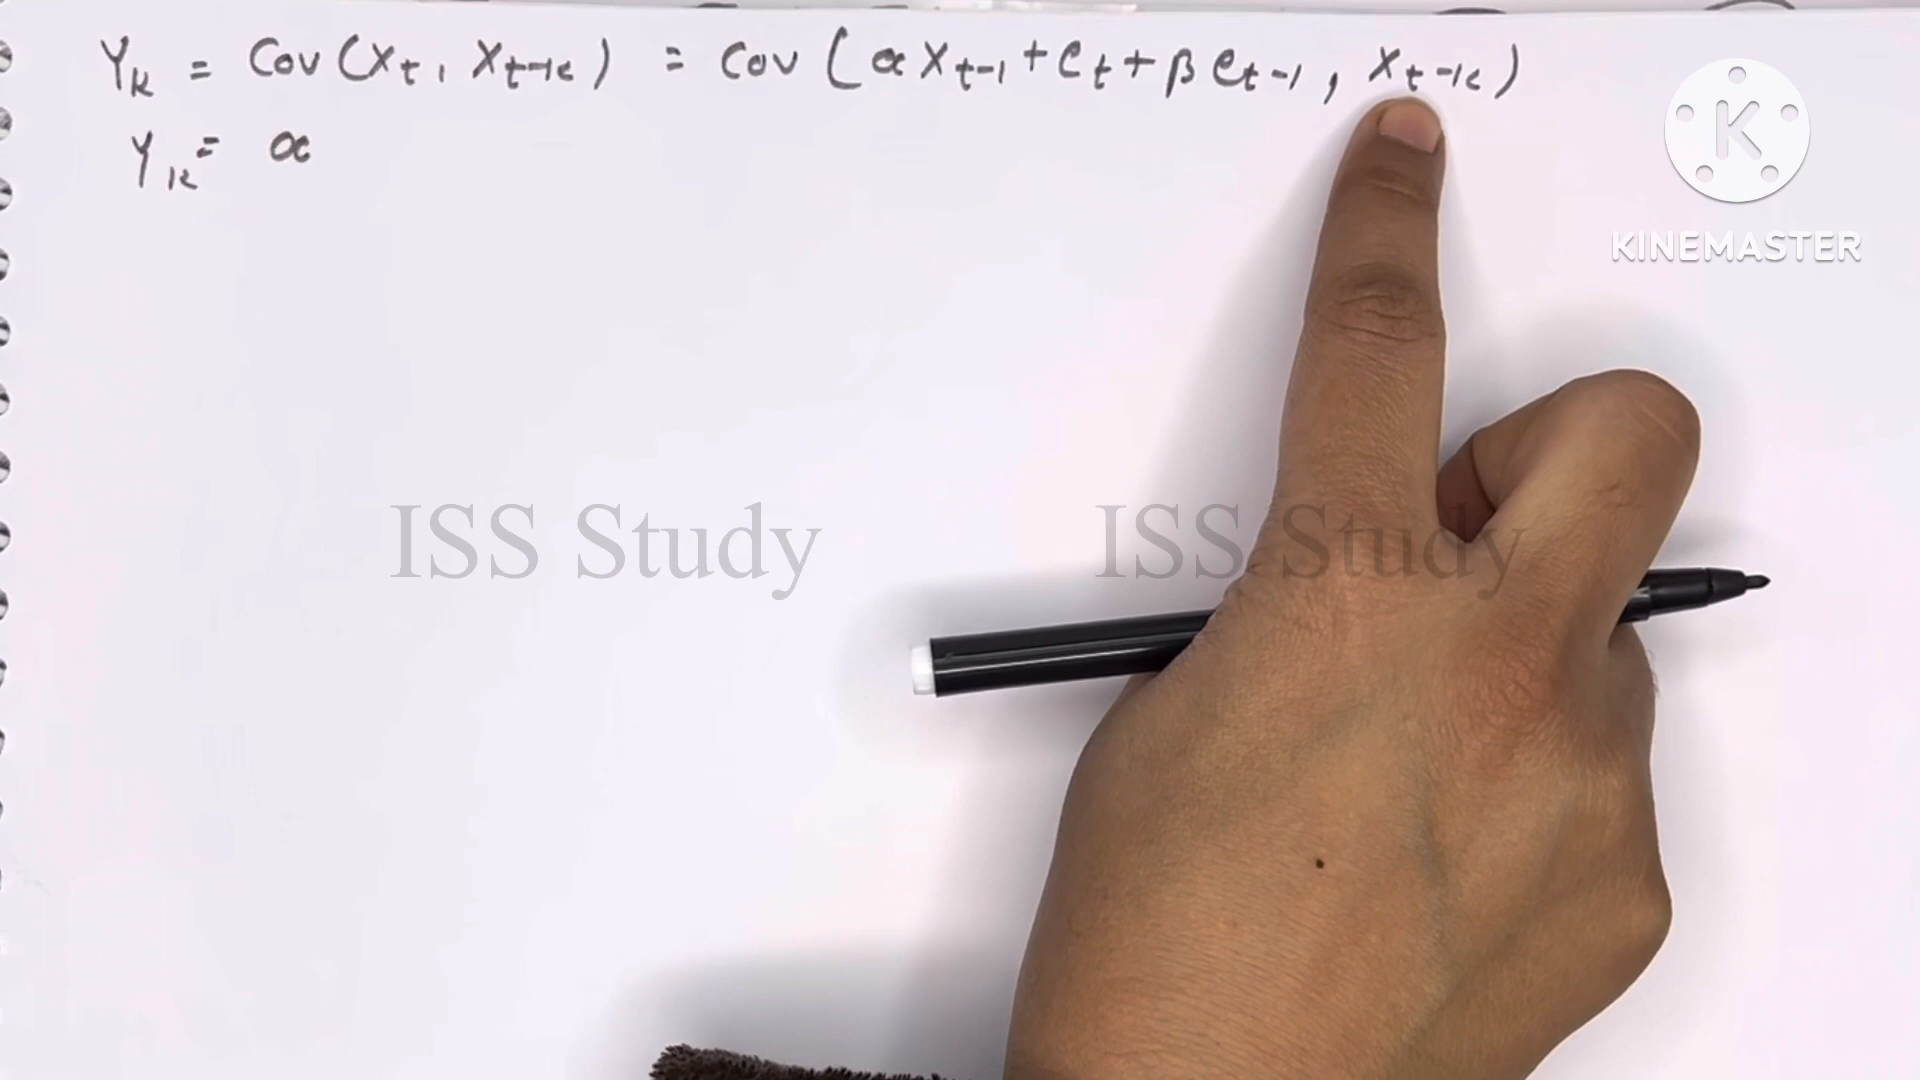 γk = Cov(Xt, Xt-k) = Cov(αXt-1 + et + βet-1, Xt-k)
γk = α
K
KINEMASTER
ISS Study ISS Study